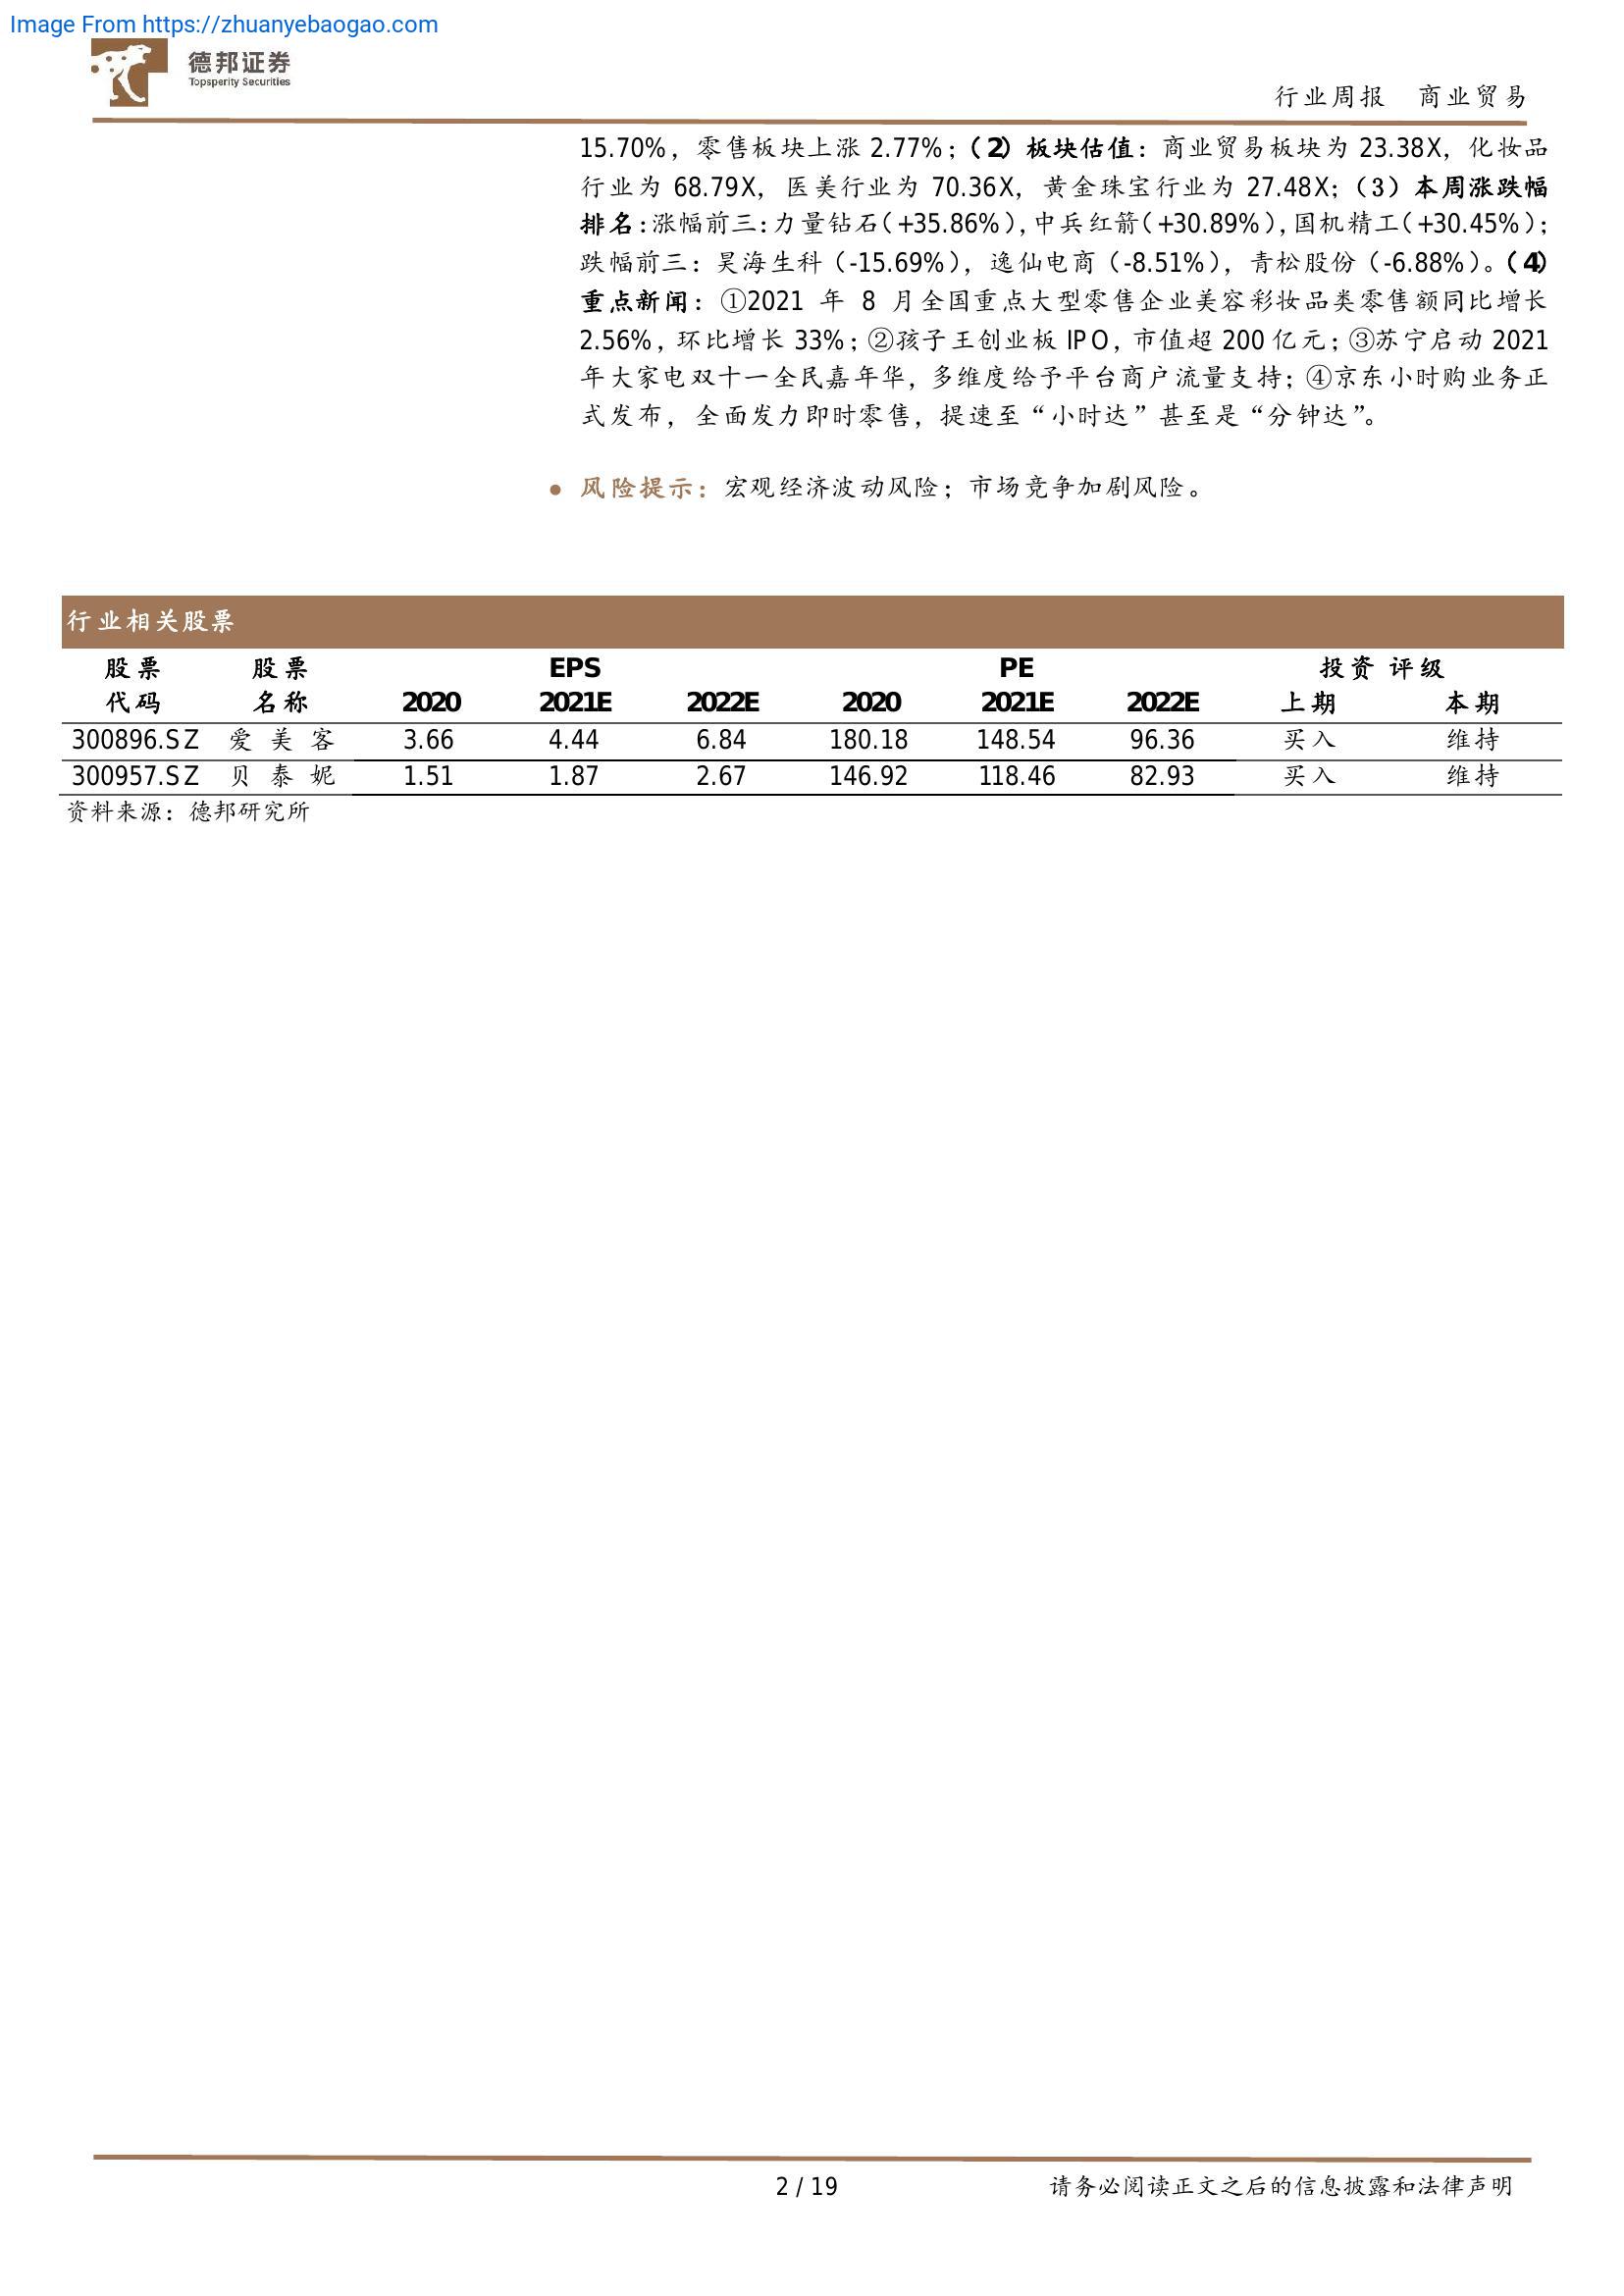 Image From https://zhuanyebaogao.com
德邦证券
Topsperity Securities
行业周报 商业贸易
15.70%，零售板块上涨 2.77%；（2）板块估值：商业贸易板块为 23.38X，化妆品
行业为 68.79X，医美行业为 70.36X，黄金珠宝行业为 27.48X；（3）本周涨跌幅
排名：涨幅前三：力量钻石（+35.86%），中兵红箭（+30.89%），国机精工（+30.45%）；
跌幅前三：昊海生科（-15.69%），逸仙电商（-8.51%），青松股份（-6.88%）。（4）
重点新闻：①2021 年 8 月全国重点大型零售企业美容彩妆品类零售额同比增长
2.56%，环比增长 33%；②孩子王创业板 IPO，市值超 200 亿元；③苏宁启动 2021
年大家电双十一全民嘉年华，多维度给予平台商户流量支持；④京东小时购业务正
式发布，全面发力即时零售，提速至“小时达”甚至是“分钟达”。
● 风险提示：宏观经济波动风险；市场竞争加剧风险。
行业相关股票
股票 股票 EPS PE 投资评级
代码 名称 2020 2021E 2022E 2020 2021E 2022E 上期 本期
300896.SZ 爱美客 3.66 4.44 6.84 180.18 148.54 96.36 买入 维持
300957.SZ 贝泰妮 1.51 1.87 2.67 146.92 118.46 82.93 买入 维持
资料来源：德邦研究所
2 / 19 请务必阅读正文之后的信息披露和法律声明